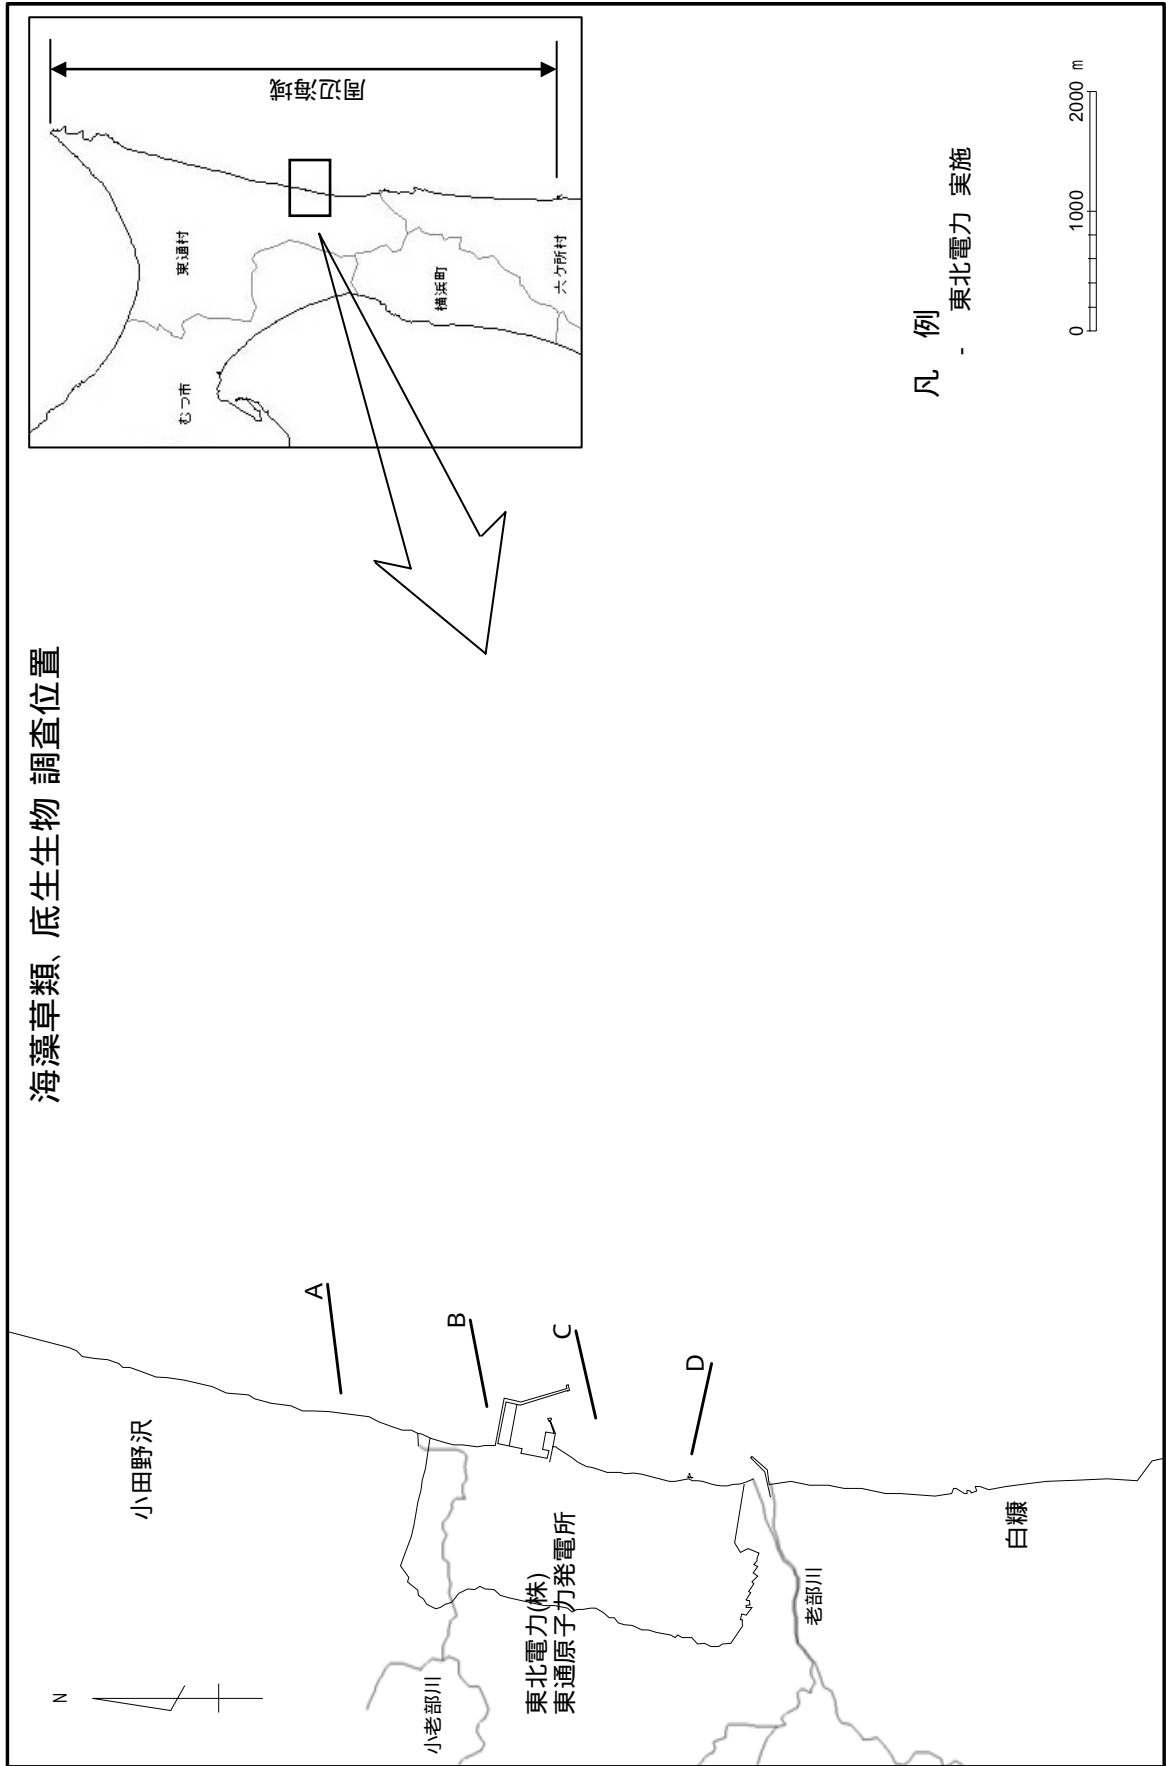 海藻草類、底生生物 調査位置
周辺海域
むつ市
東通村
横浜町
六ケ所村
N
小田野沢
小老部川
東北電力(株)
東通原子力発電所
老部川
白糠
A
B
C
D
凡 例
- 東北電力 実施
0 1000 2000 m